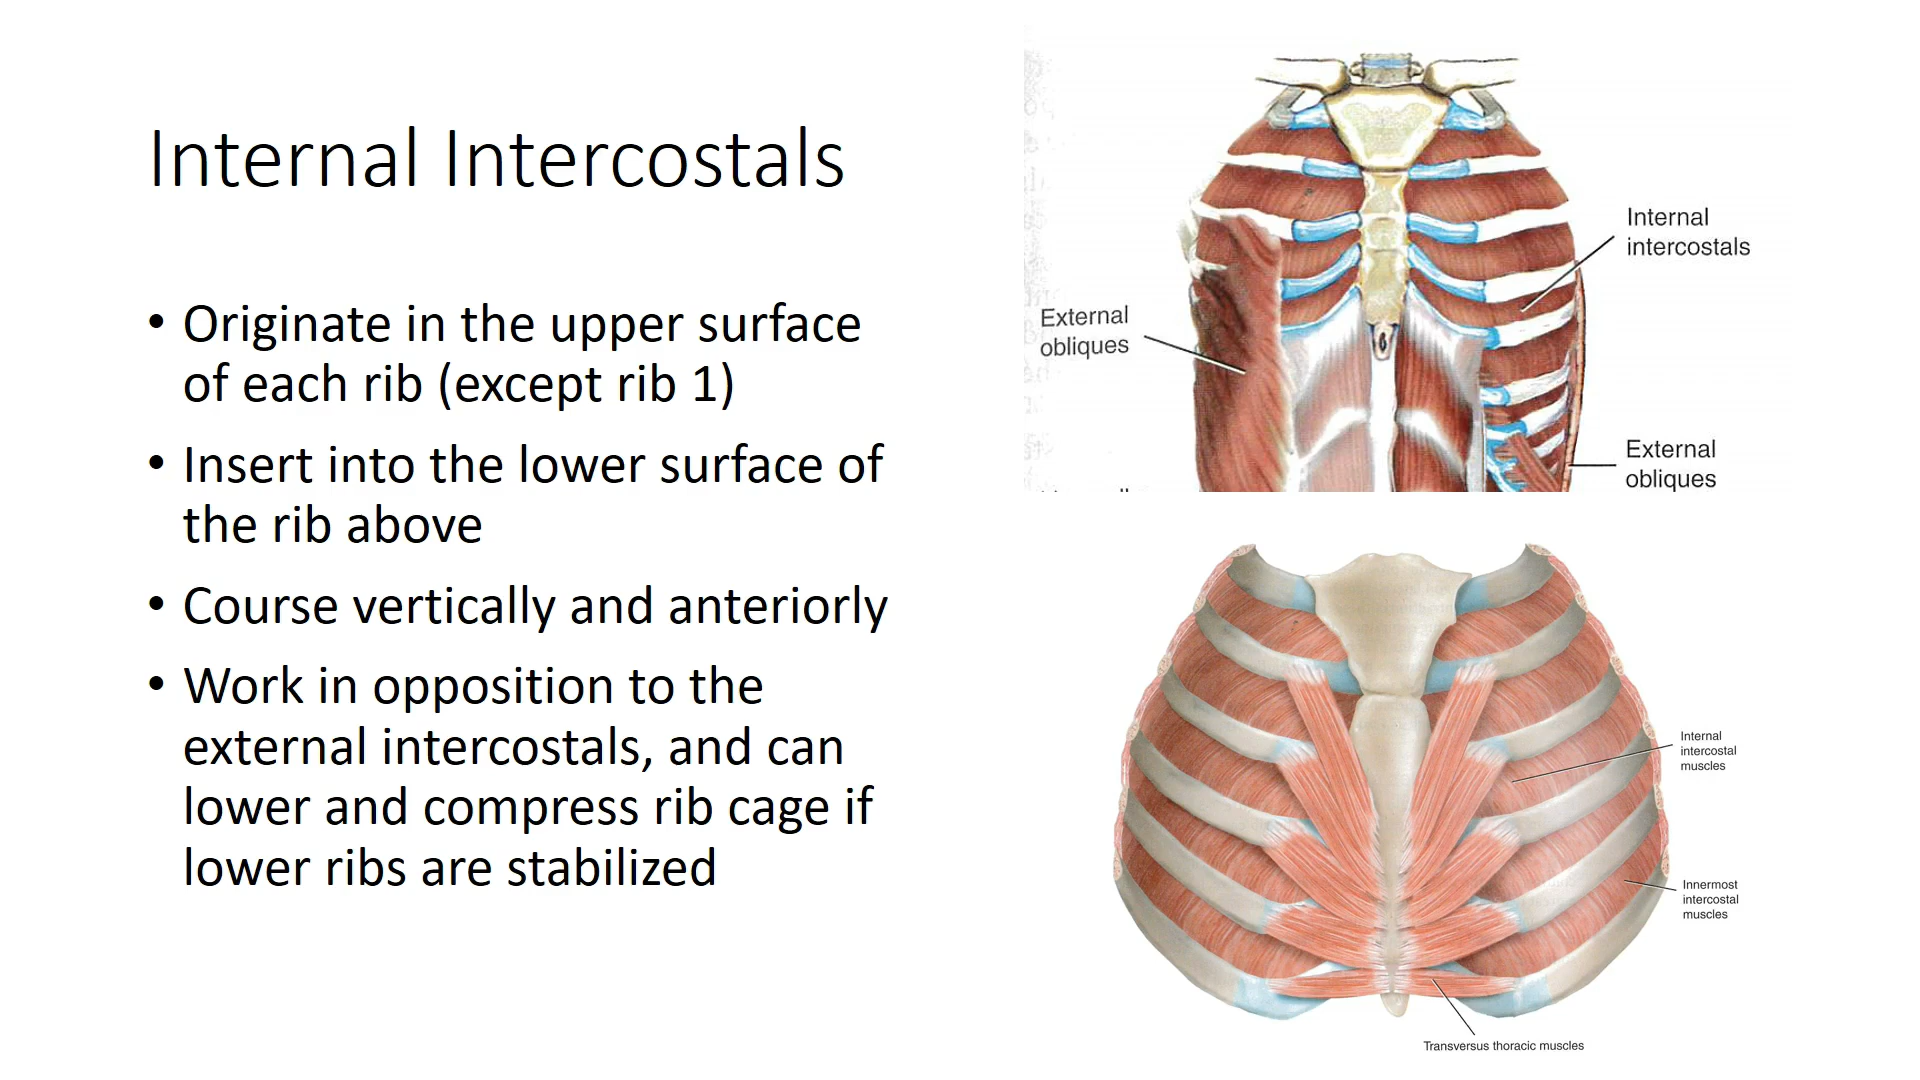 Internal Intercostals
• Originate in the upper surface
of each rib (except rib 1)
• Insert into the lower surface of
the rib above
• Course vertically and anteriorly
• Work in opposition to the
external intercostals, and can
lower and compress rib cage if
lower ribs are stabilized
Internal
intercostals
External
obliques
External
obliques
Internal
intercostal
muscles
Innermost
intercostal
muscles
Transversus thoracic muscles